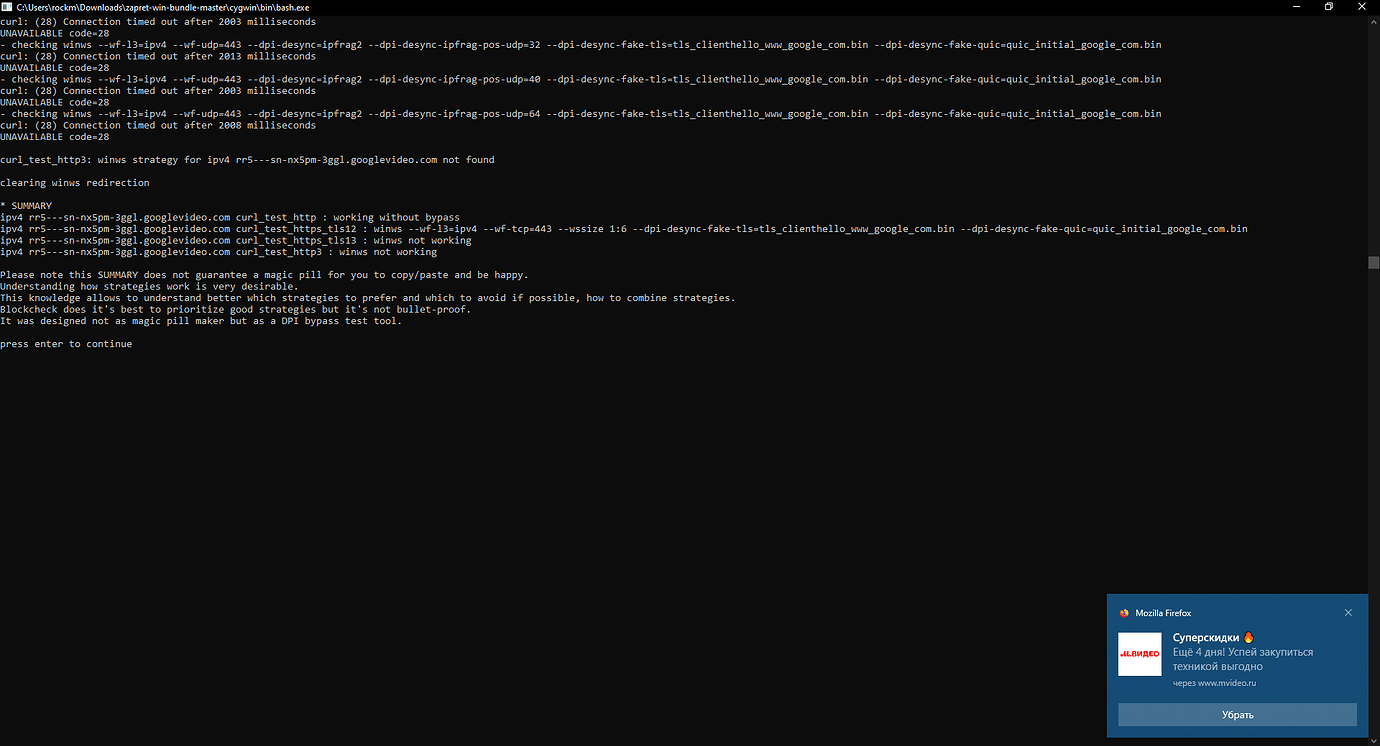 C:\Users\rockm\Downloads\zapret-win-bundle-master\cygwin\bin\bash.exe
curl: (28) Connection timed out after 2003 milliseconds
UNAVAILABLE code=28
- checking winws --wf-l3=ipv4 --wf-udp=443 --dpi-desync=ipfrag2 --dpi-desync-ipfrag-pos-udp=32 --dpi-desync-fake-tls=tls_clienthello_www_google_com.bin --dpi-desync-fake-quic=quic_initial_google_com.bin
curl: (28) Connection timed out after 2013 milliseconds
UNAVAILABLE code=28
- checking winws --wf-l3=ipv4 --wf-udp=443 --dpi-desync=ipfrag2 --dpi-desync-ipfrag-pos-udp=40 --dpi-desync-fake-tls=tls_clienthello_www_google_com.bin --dpi-desync-fake-quic=quic_initial_google_com.bin
curl: (28) Connection timed out after 2003 milliseconds
UNAVAILABLE code=28
- checking winws --wf-l3=ipv4 --wf-udp=443 --dpi-desync=ipfrag2 --dpi-desync-ipfrag-pos-udp=64 --dpi-desync-fake-tls=tls_clienthello_www_google_com.bin --dpi-desync-fake-quic=quic_initial_google_com.bin
curl: (28) Connection timed out after 2008 milliseconds
UNAVAILABLE code=28
curl_test_http3: winws strategy for ipv4 rr5---sn-nx5pm-3ggl.googlevideo.com not found
clearing winws redirection
* SUMMARY
ipv4 rr5---sn-nx5pm-3ggl.googlevideo.com curl_test_http : working without bypass
ipv4 rr5---sn-nx5pm-3ggl.googlevideo.com curl_test_https_tls12 : winws --wf-l3=ipv4 --wf-tcp=443 --wssize 1:6 --dpi-desync-fake-tls=tls_clienthello_www_google_com.bin --dpi-desync-fake-quic=quic_initial_google_com.bin
ipv4 rr5---sn-nx5pm-3ggl.googlevideo.com curl_test_https_tls13 : winws not working
ipv4 rr5---sn-nx5pm-3ggl.googlevideo.com curl_test_http3 : winws not working
Please note this SUMMARY does not guarantee a magic pill for you to copy/paste and be happy.
Understanding how strategies work is very desirable.
This knowledge allows to understand better which strategies to prefer and which to avoid if possible, how to combine strategies.
Blockcheck does it's best to prioritize good strategies but it's not bullet-proof.
It was designed not as magic pill maker but as a DPI bypass test tool.
press enter to continue
Mozilla Firefox
Суперскидки 🔥
м.видео
Ещё 4 дня! Успей закупиться
техникой выгодно
через www.mvideo.ru
Убрать